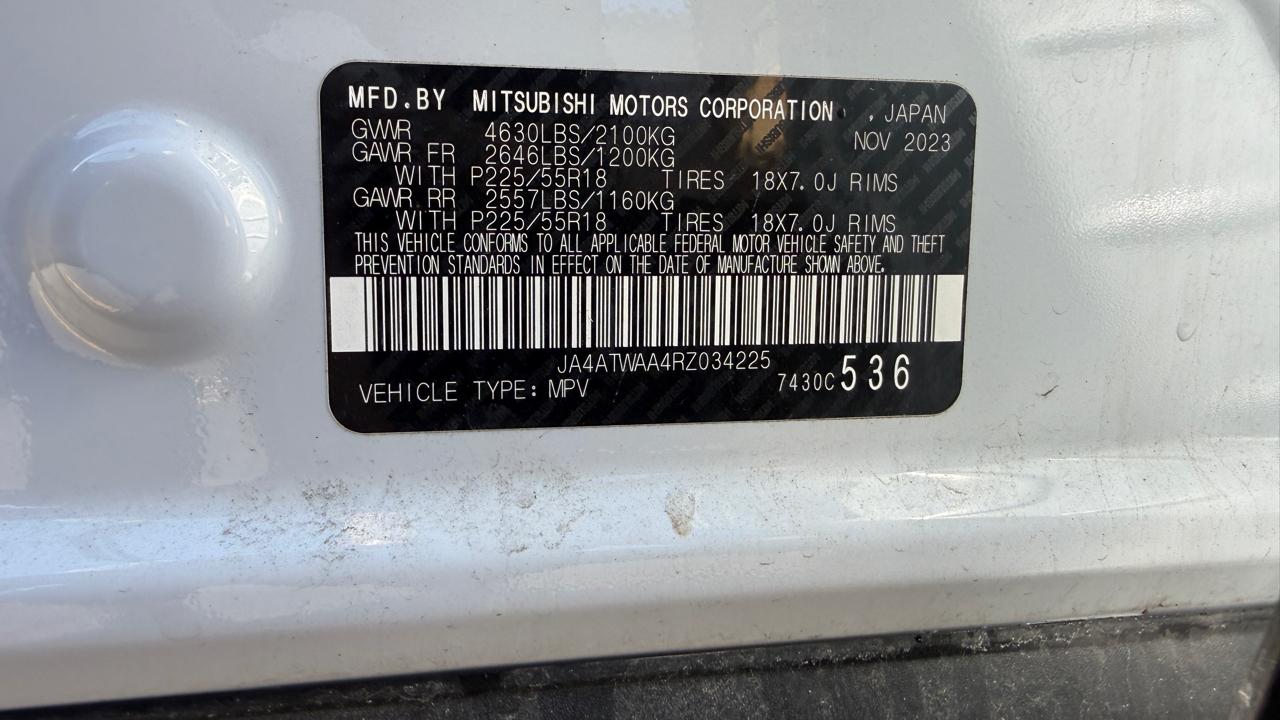 MFD.BY MITSUBISHI MOTORS CORPORATION , JAPAN
GVWR 4630LBS/2100KG NOV 2023
GAWR FR 2646LBS/1200KG
WITH P225/55R18 TIRES 18X7.0J RIMS
GAWR RR 2557LBS/1160KG
WITH P225/55R18 TIRES 18X7.0J RIMS
THIS VEHICLE CONFORMS TO ALL APPLICABLE FEDERAL MOTOR VEHICLE SAFETY AND THEFT
PREVENTION STANDARDS IN EFFECT ON THE DATE OF MANUFACTURE SHOWN ABOVE.
JA4ATWAA4RZ034225
VEHICLE TYPE: MPV 7430C 536